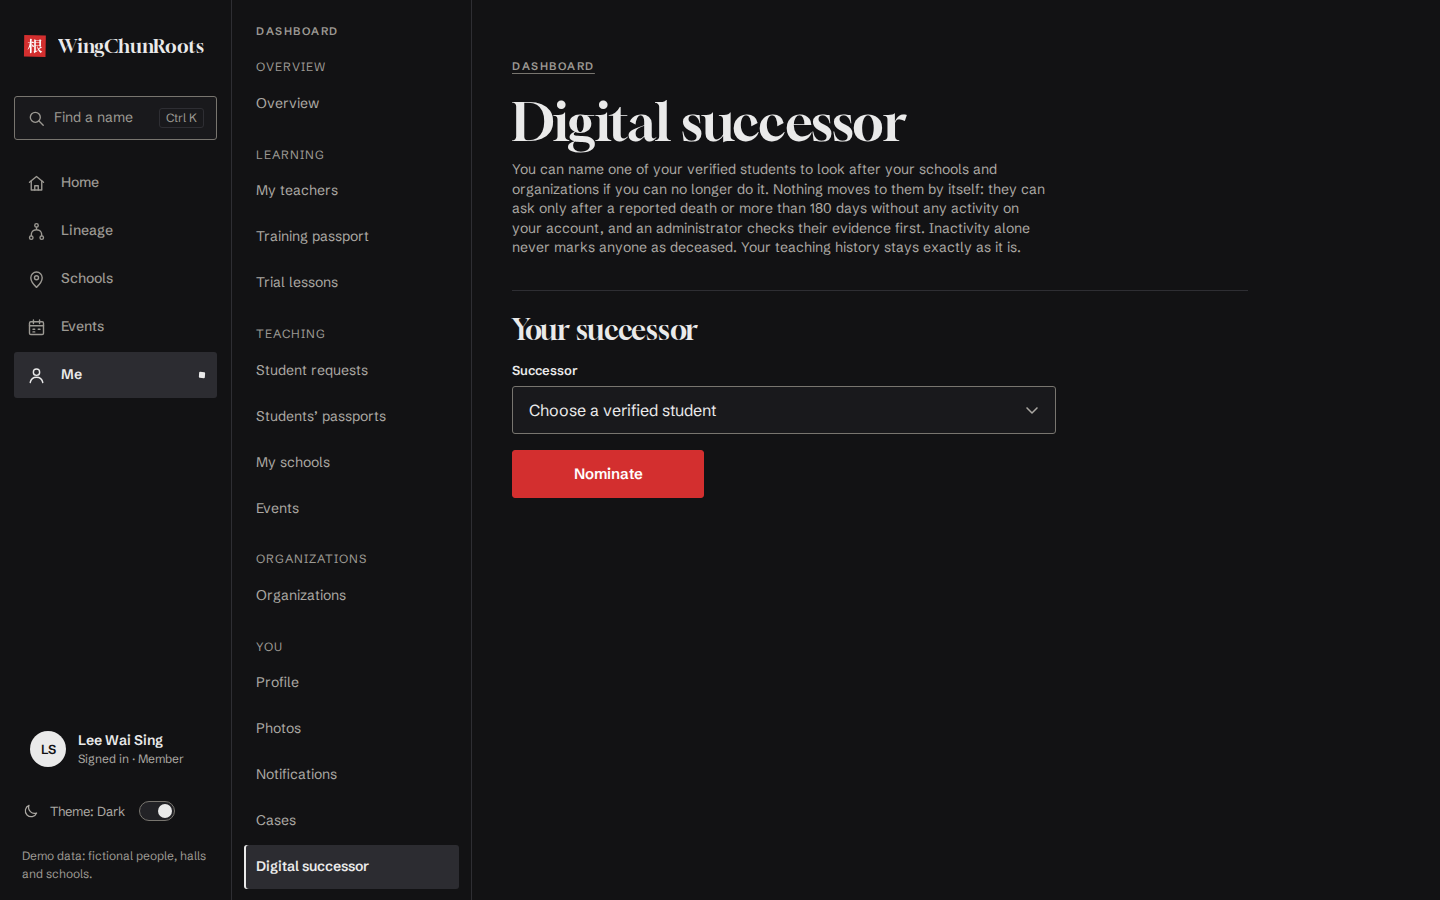 根 WingChunRoots
Find a name Ctrl K
Home
Lineage
Schools
Events
Me
LS
Lee Wai Sing
Signed in · Member
Theme: Dark
Demo data: fictional people, halls
and schools.
DASHBOARD
OVERVIEW
Overview
LEARNING
My teachers
Training passport
Trial lessons
TEACHING
Student requests
Students’ passports
My schools
Events
ORGANIZATIONS
Organizations
YOU
Profile
Photos
Notifications
Cases
Digital successor
DASHBOARD
Digital successor
You can name one of your verified students to look after your schools and
organizations if you can no longer do it. Nothing moves to them by itself: they can
ask only after a reported death or more than 180 days without any activity on
your account, and an administrator checks their evidence first. Inactivity alone
never marks anyone as deceased. Your teaching history stays exactly as it is.
Your successor
Successor
Choose a verified student
Nominate